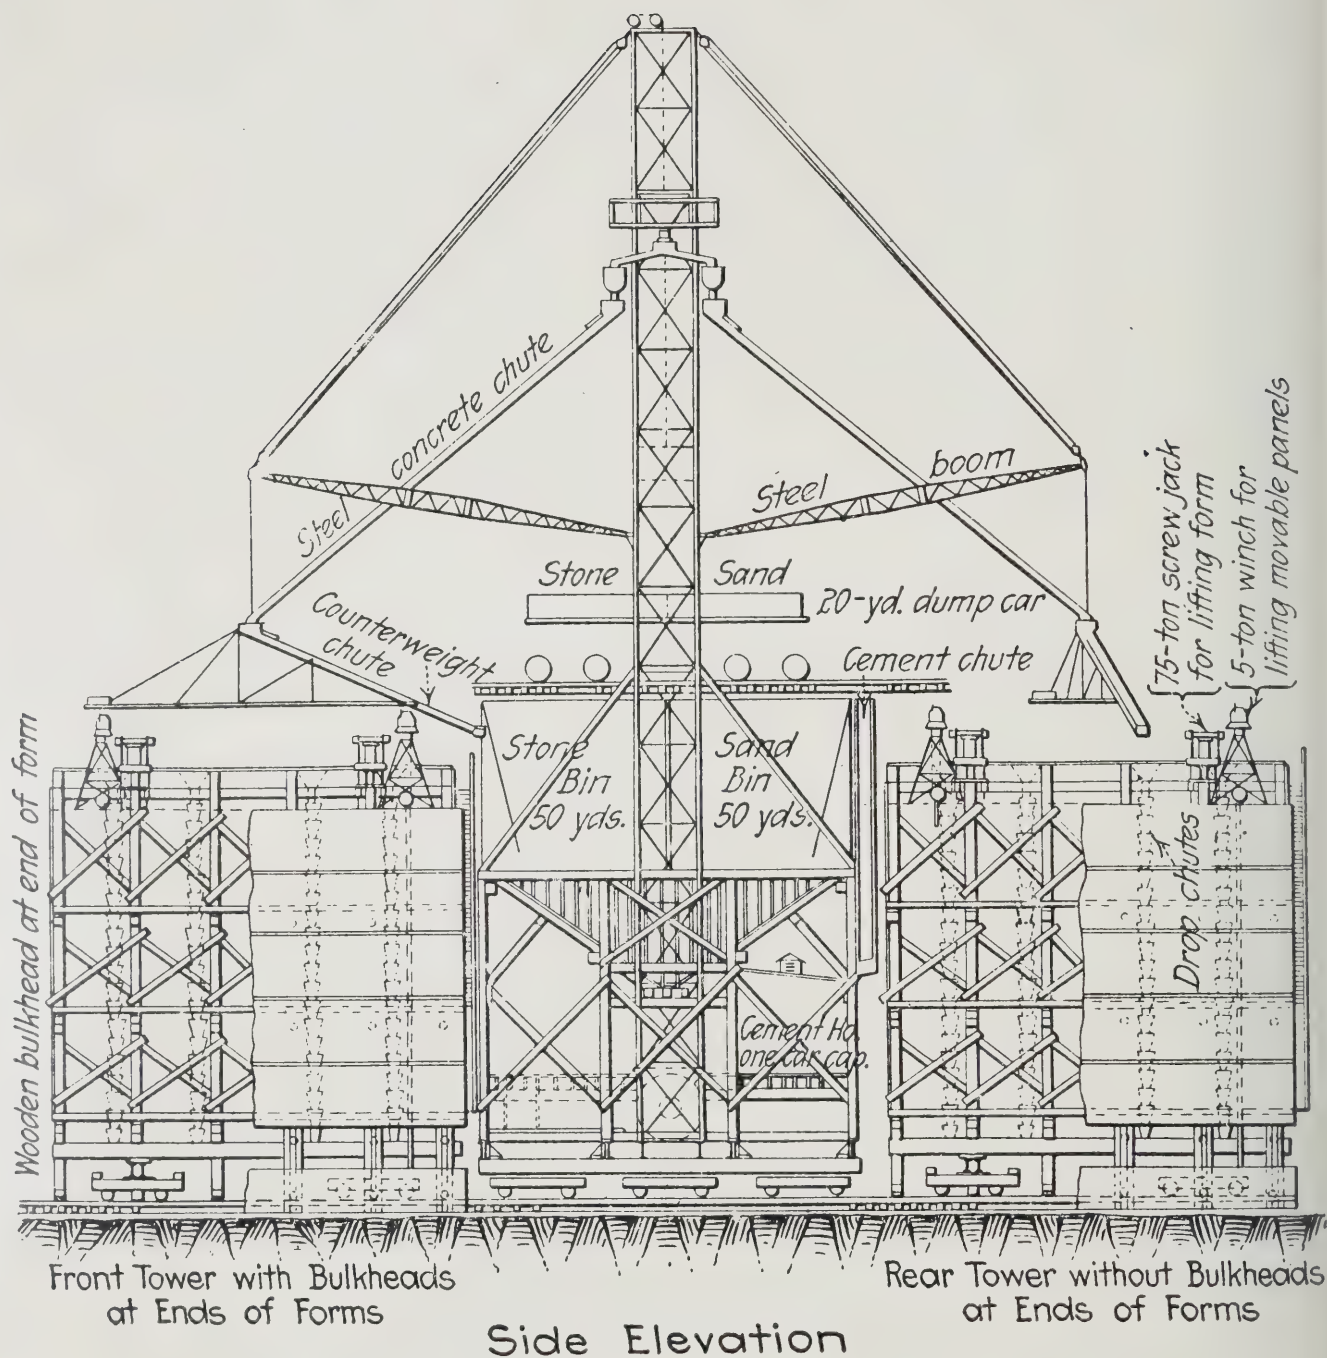 Steel concrete chute
Steel boom
75-ton screw jack
for lifting form
5-ton winch for
lifting movable panels
Stone Sand
20-yd. dump car
Counterweight
chute
Cement chute
Wooden bulkhead at end of form
Stone
Bin
50 yds.
Sand
Bin
50 yds.
Drop chutes
Cement Ho.
one car cap.
Front Tower with Bulkheads
at Ends of Forms
Rear Tower without Bulkheads
at Ends of Forms
Side Elevation